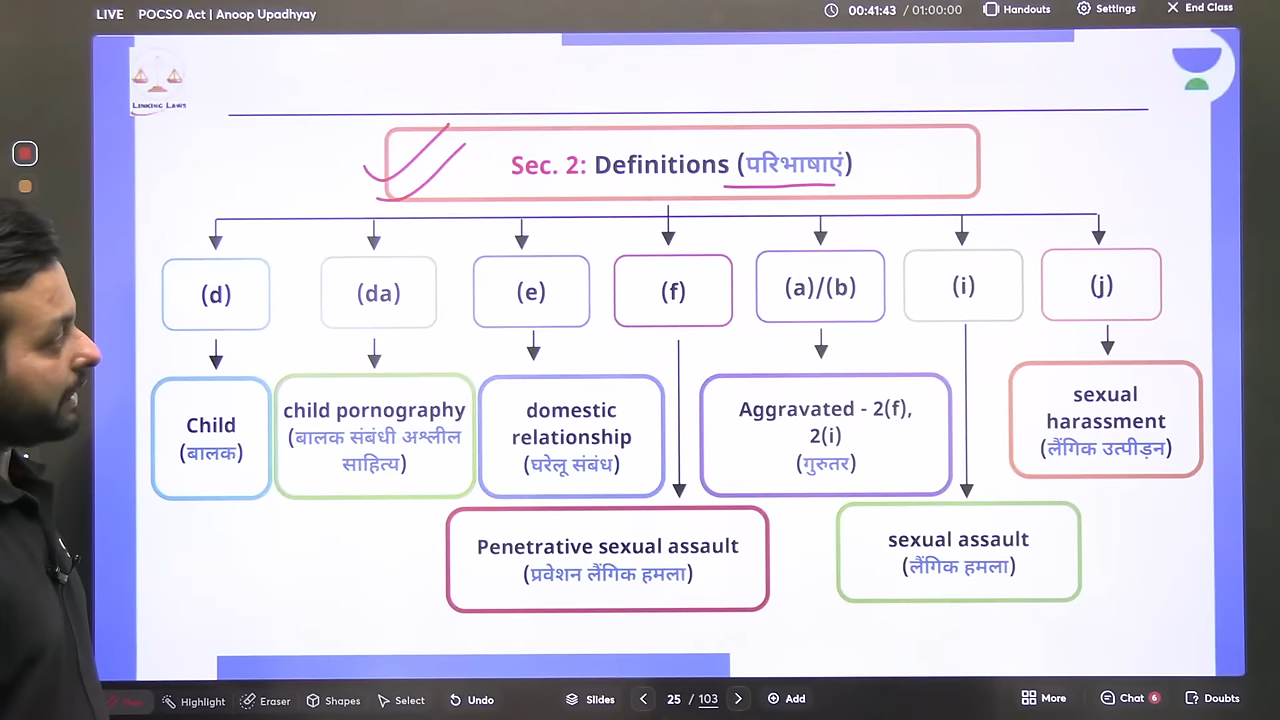 LIVE POCSO Act | Anoop Upadhyay 00:41:43 / 01:00:00 Handouts Settings End Class
LINKING LAWS
Sec. 2: Definitions (परिभाषाएं)
(d) (da) (e) (f) (a)/(b) (i) (j)
Child
(बालक)
child pornography
(बालक संबंधी अश्लील
साहित्य)
domestic
relationship
(घरेलू संबंध)
Aggravated - 2(f),
2(i)
(गुरुतर)
sexual
harassment
(लैंगिक उत्पीड़न)
Penetrative sexual assault
(प्रवेशन लैंगिक हमला)
sexual assault
(लैंगिक हमला)
Pen Highlight Eraser Shapes Select Undo Slides 25 / 103 Add More Chat 6 Doubts